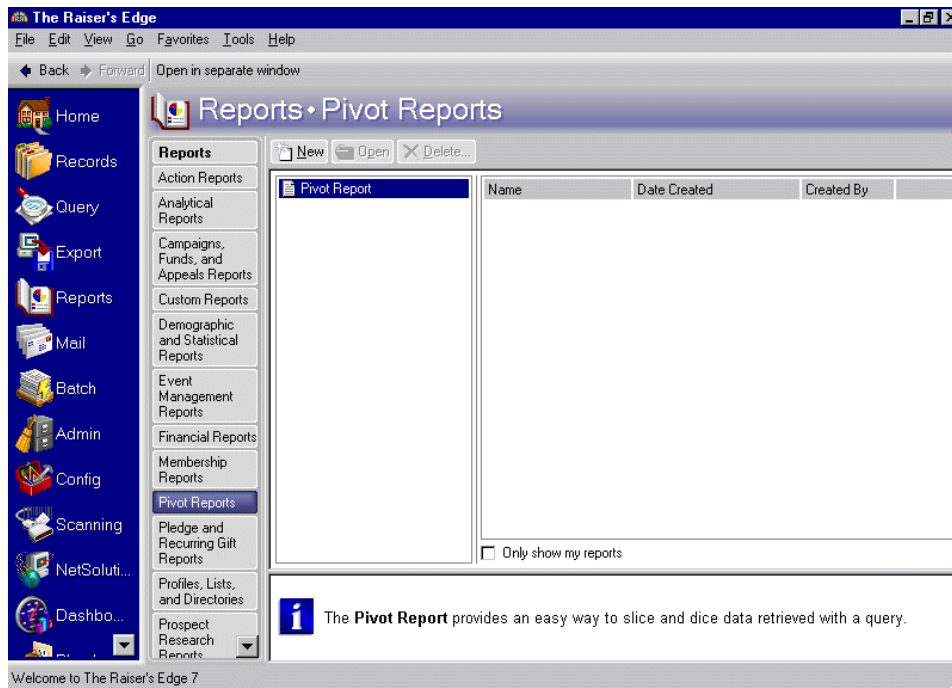 The Raiser's Edge
File Edit View Go Favorites Tools Help
Back Forward Open in separate window
Reports • Pivot Reports
Home
Records
Query
Export
Reports
Mail
Batch
Admin
Config
Scanning
NetSoluti...
Dashbo...
Reports
Action Reports
Analytical
Reports
Campaigns,
Funds, and
Appeals Reports
Custom Reports
Demographic
and Statistical
Reports
Event
Management
Reports
Financial Reports
Membership
Reports
Pivot Reports
Pledge and
Recurring Gift
Reports
Profiles, Lists,
and Directories
Prospect
Research
Reports
New Open Delete...
Pivot Report
Name Date Created Created By
Only show my reports
The Pivot Report provides an easy way to slice and dice data retrieved with a query.
Welcome to The Raiser's Edge 7